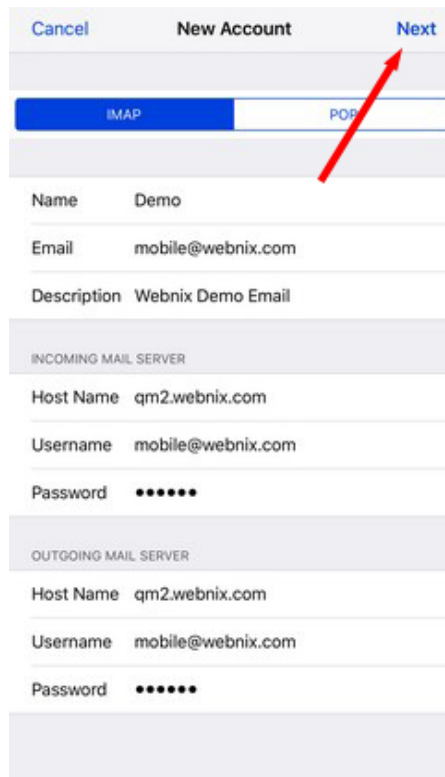 Cancel New Account Next
IMAP POP
Name Demo
Email mobile@webnix.com
Description Webnix Demo Email
INCOMING MAIL SERVER
Host Name qm2.webnix.com
Username mobile@webnix.com
Password ••••••
OUTGOING MAIL SERVER
Host Name qm2.webnix.com
Username mobile@webnix.com
Password ••••••